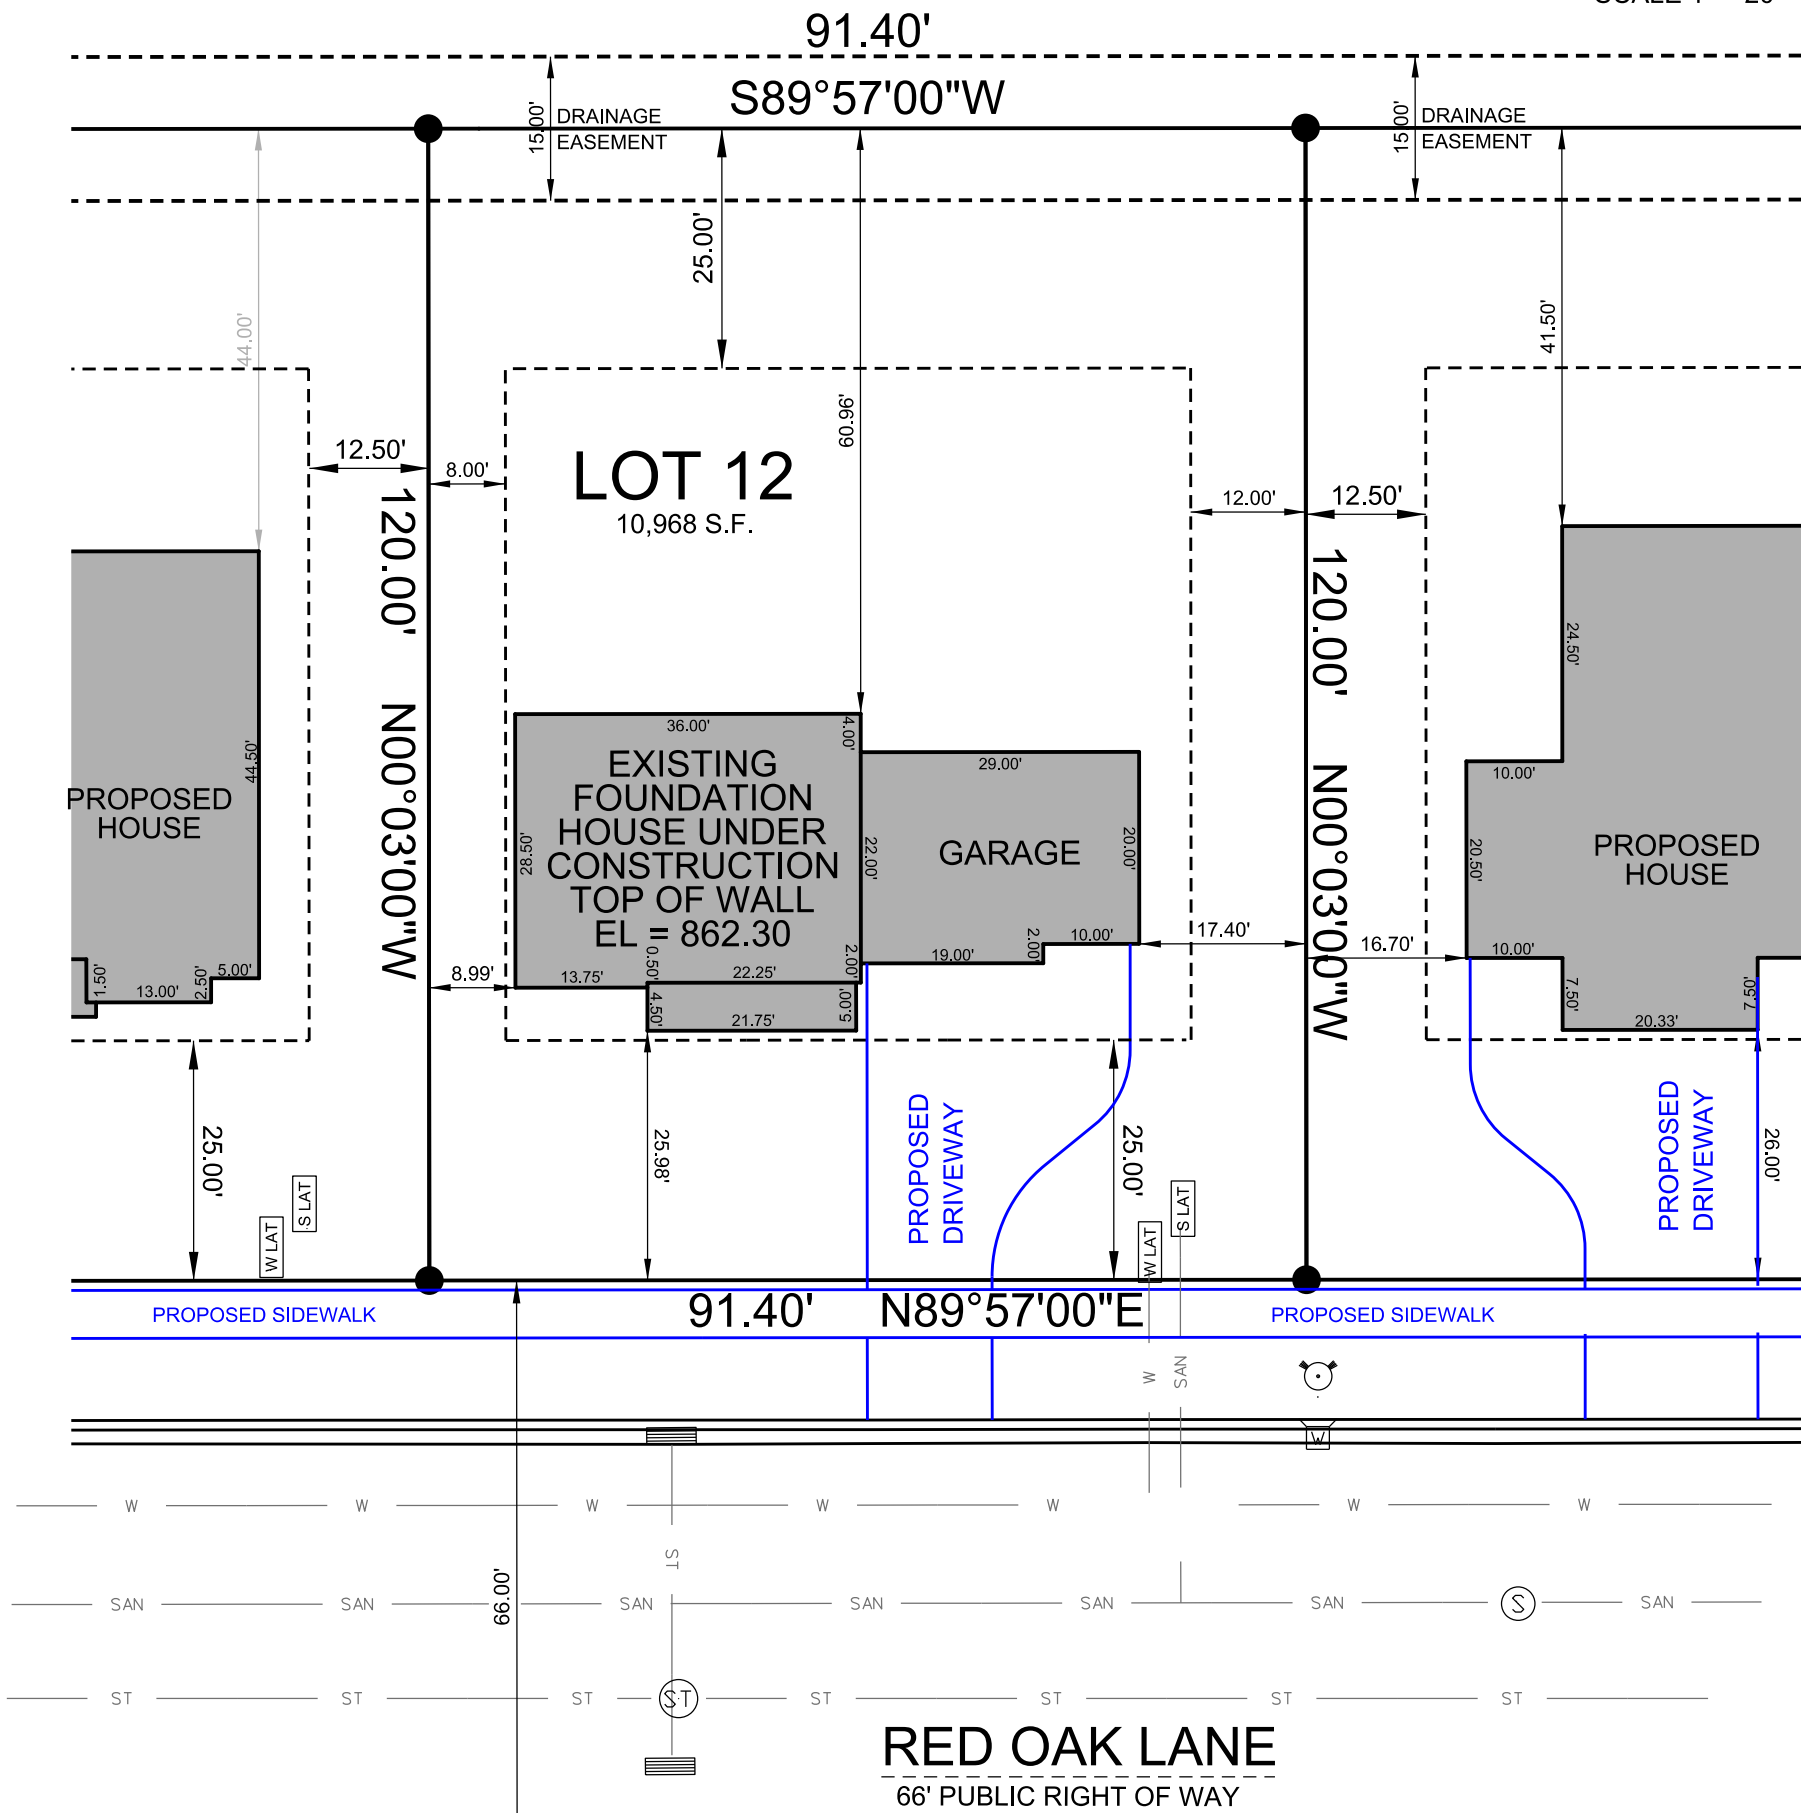 91.40'
S89°57'00"W
15.00'
DRAINAGE
EASEMENT
15.00'
DRAINAGE
EASEMENT
25.00'
44.00'
60.96'
41.50'
12.50'
8.00'
LOT 12
10,968 S.F.
12.00'
12.50'
120.00' N00°03'00"W
120.00' N00°03'00"W
24.50'
44.50'
PROPOSED
HOUSE
1.50'
13.00'
2.50'
5.00'
36.00'
4.00'
28.50'
EXISTING
FOUNDATION
HOUSE UNDER
CONSTRUCTION
TOP OF WALL
EL = 862.30
22.00'
29.00'
GARAGE
20.00'
8.99'
13.75'
0.50'
22.25'
2.00'
4.50'
21.75'
5.00'
19.00'
2.00'
10.00'
17.40'
16.70'
10.00'
20.50'
PROPOSED
HOUSE
10.00'
7.50'
20.33'
7.50'
25.00'
W LAT
S LAT
25.98'
PROPOSED
DRIVEWAY
25.00'
W LAT
S LAT
PROPOSED
DRIVEWAY
26.00'
PROPOSED SIDEWALK
91.40' N89°57'00"E
PROPOSED SIDEWALK
W
SAN
W
W W W W W W W
ST
66.00'
SAN SAN SAN SAN SAN SAN S SAN
ST ST ST ST ST ST ST ST
RED OAK LANE
66' PUBLIC RIGHT OF WAY